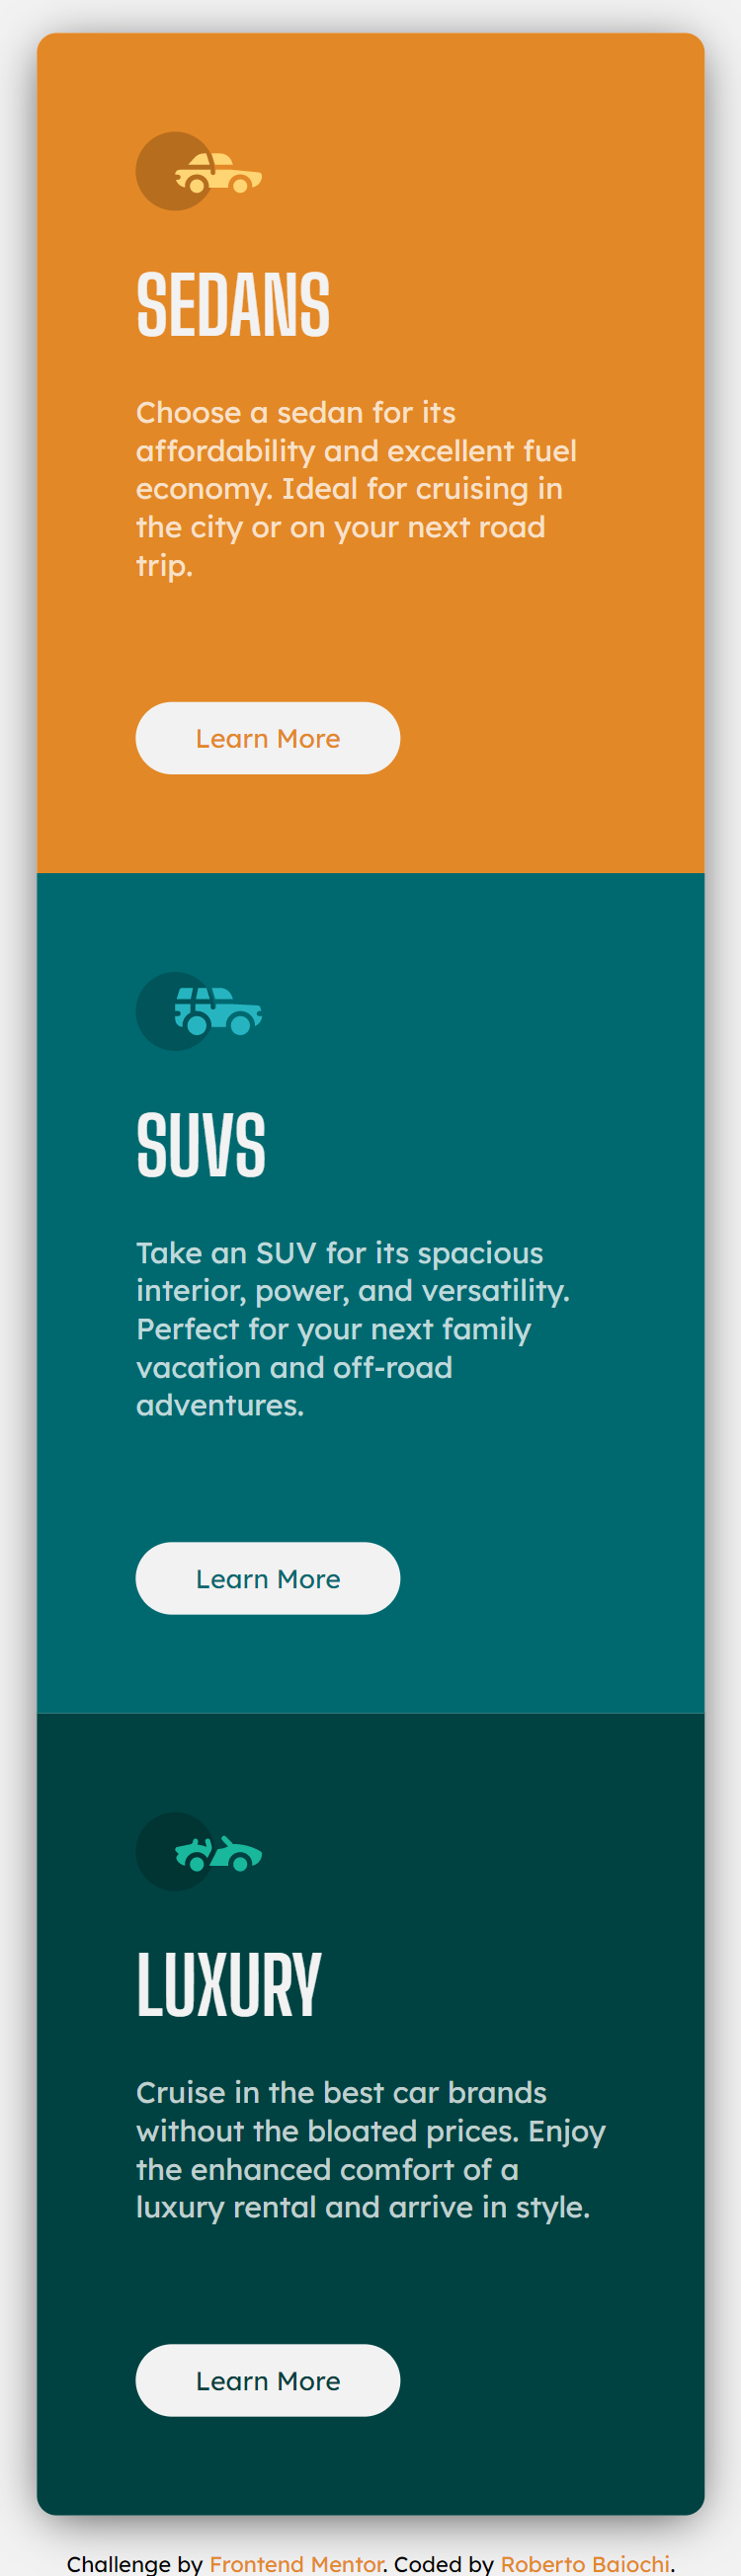 SEDANS
Choose a sedan for its
affordability and excellent fuel
economy. Ideal for cruising in
the city or on your next road
trip.
Learn More
SUVS
Take an SUV for its spacious
interior, power, and versatility.
Perfect for your next family
vacation and off-road
adventures.
Learn More
LUXURY
Cruise in the best car brands
without the bloated prices. Enjoy
the enhanced comfort of a
luxury rental and arrive in style.
Learn More
Challenge by Frontend Mentor. Coded by Roberto Baiochi.